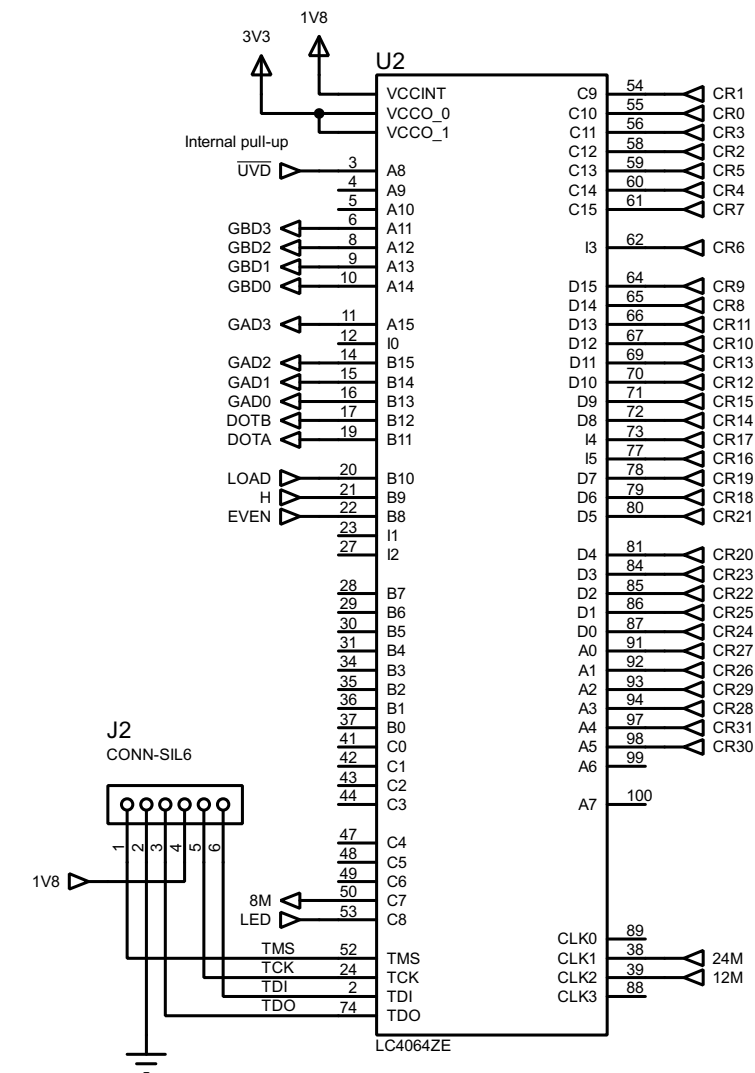 1V8
3V3
U2
VCCINT C9 54 CR1
VCCO_0 C10 55 CR0
VCCO_1 C11 56 CR3
Internal pull-up C12 58 CR2
UVD 3 A8 C13 59 CR5
4 A9 C14 60 CR4
5 A10 C15 61 CR7
GBD3 6 A11
GBD2 8 A12 I3 62 CR6
GBD1 9 A13
GBD0 10 A14 D15 64 CR9
D14 65 CR8
GAD3 11 A15 D13 66 CR11
12 I0 D12 67 CR10
GAD2 14 B15 D11 69 CR13
GAD1 15 B14 D10 70 CR12
GAD0 16 B13 D9 71 CR15
DOTB 17 B12 D8 72 CR14
DOTA 19 B11 I4 73 CR17
I5 77 CR16
LOAD 20 B10 D7 78 CR19
H 21 B9 D6 79 CR18
EVEN 22 B8 D5 80 CR21
23 I1
27 I2 D4 81 CR20
D3 84 CR23
28 B7 D2 85 CR22
29 B6 D1 86 CR25
30 B5 D0 87 CR24
31 B4 A0 91 CR27
34 B3 A1 92 CR26
35 B2 A2 93 CR29
36 B1 A3 94 CR28
37 B0 A4 97 CR31
41 C0 A5 98 CR30
42 C1 A6 99
43 C2
44 C3 A7 100
J2
CONN-SIL6
47 C4
48 C5
49 C6
1 2 3 4 5 6
1V8
8M 50 C7
LED 53 C8
CLK0 89
TMS 52 TMS CLK1 38 24M
TCK 24 TCK CLK2 39 12M
TDI 2 TDI CLK3 88
TDO 74 TDO
LC4064ZE